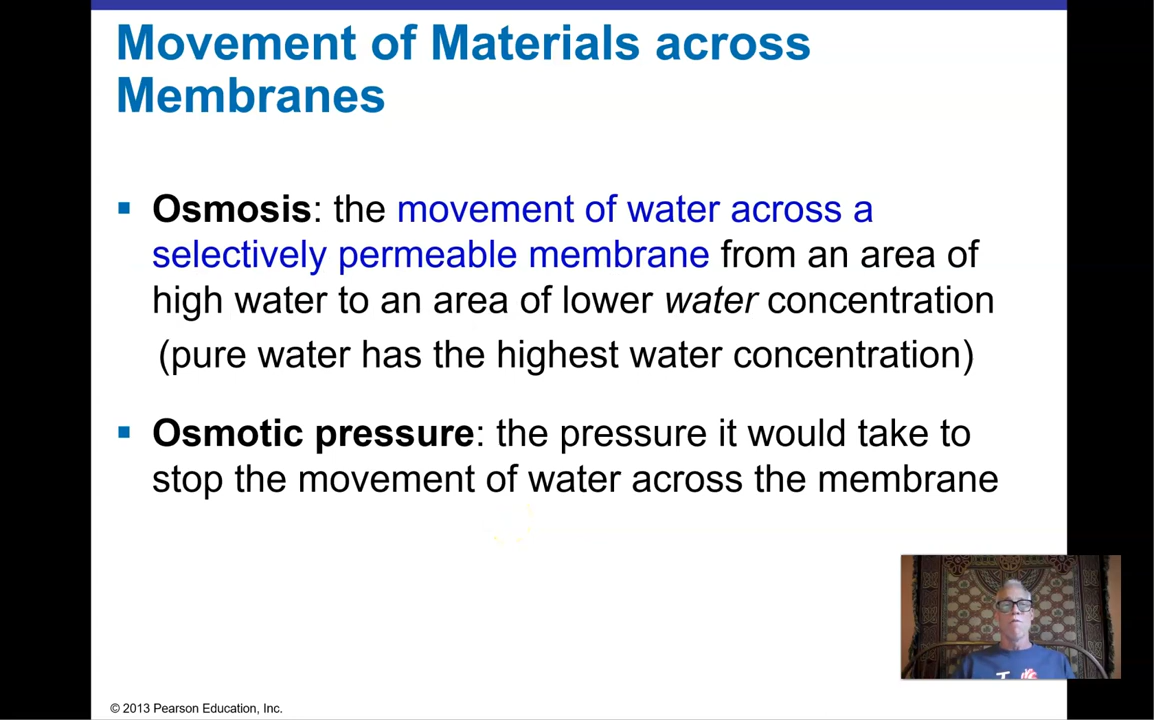 Movement of Materials across
Membranes
▪ Osmosis: the movement of water across a
selectively permeable membrane from an area of
high water to an area of lower water concentration
(pure water has the highest water concentration)
▪ Osmotic pressure: the pressure it would take to
stop the movement of water across the membrane
© 2013 Pearson Education, Inc.